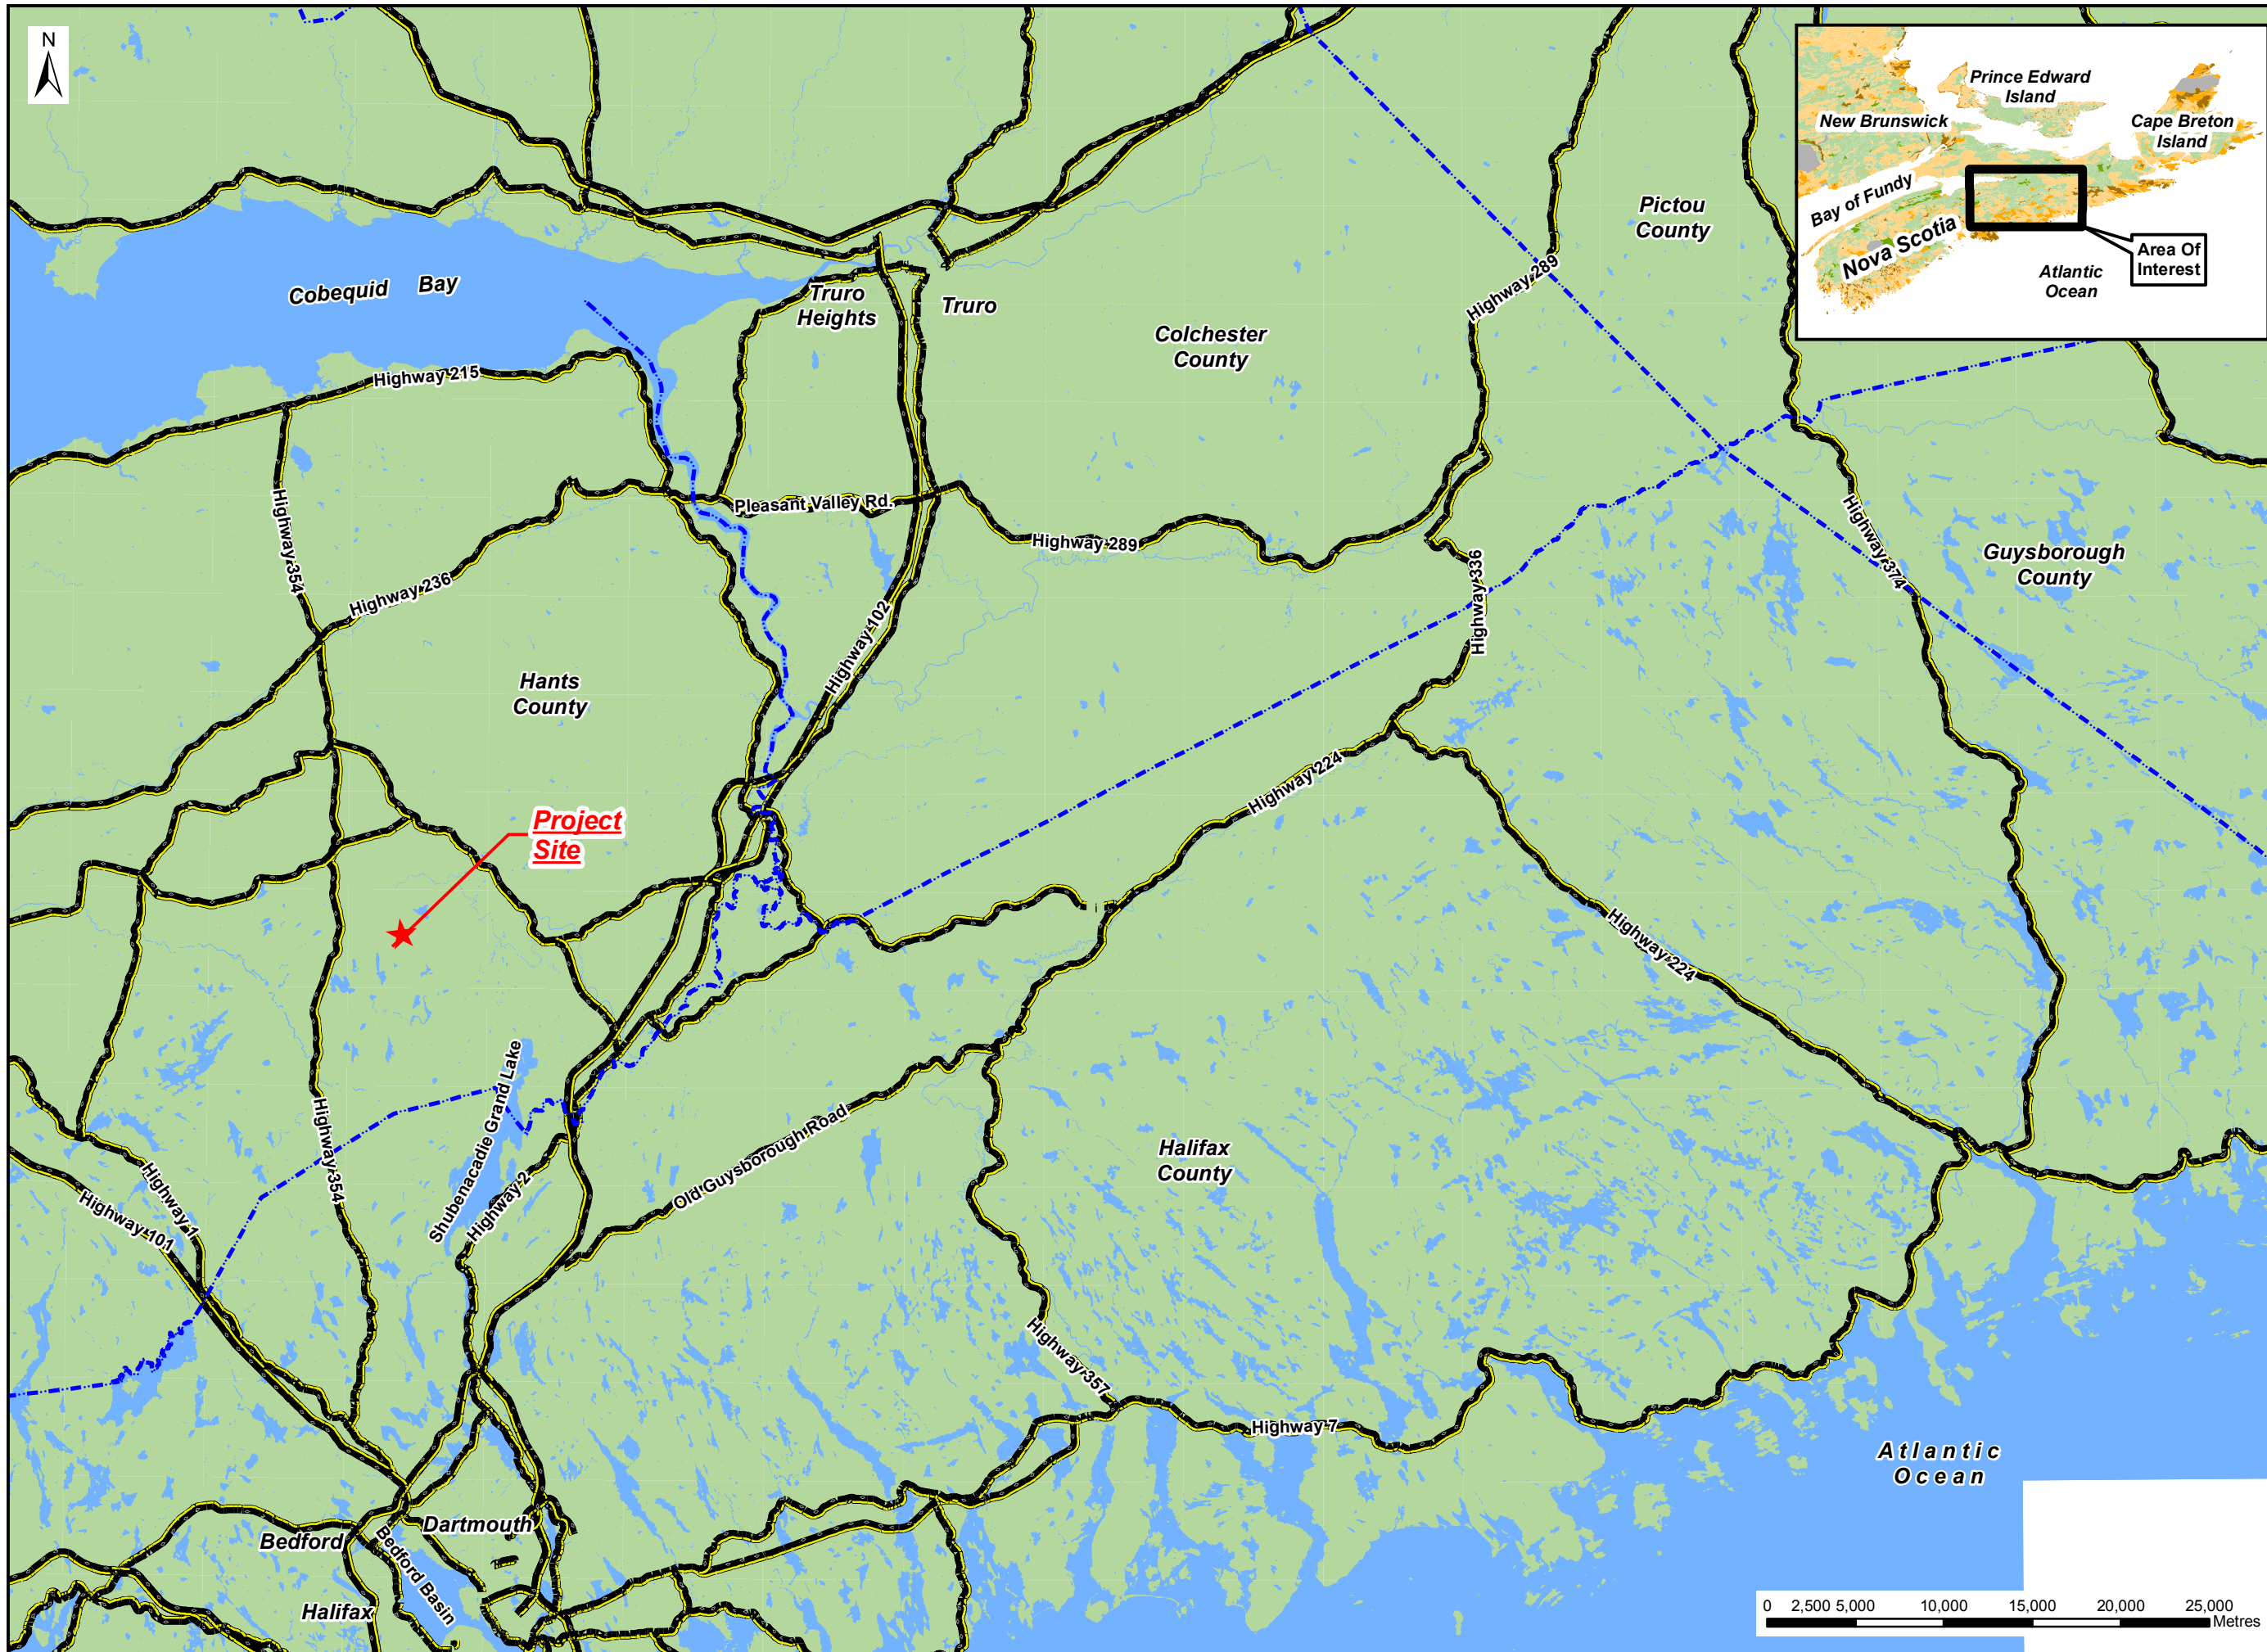 N
Prince Edward
Island
New Brunswick
Cape Breton
Island
Bay of Fundy
Nova Scotia
Area Of
Interest
Atlantic
Ocean
Pictou
County
Cobequid Bay
Truro
Heights
Truro
Colchester
County
Highway 289
Highway 215
Highway 354
Pleasant Valley Rd.
Highway 289
Highway 336
Highway 374
Guysborough
County
Highway 236
Highway 102
Hants
County
Highway 224
Project
Site
Highway 224
Shubenacadie Grand Lake
Old Guysborough Road
Halifax
County
Highway 354
Highway 1
Highway 101
Highway 2
Highway 357
Highway 7
Atlantic
Ocean
Dartmouth
Bedford
Bedford Basin
Halifax
0 2,500 5,000 10,000 15,000 20,000 25,000
Metres